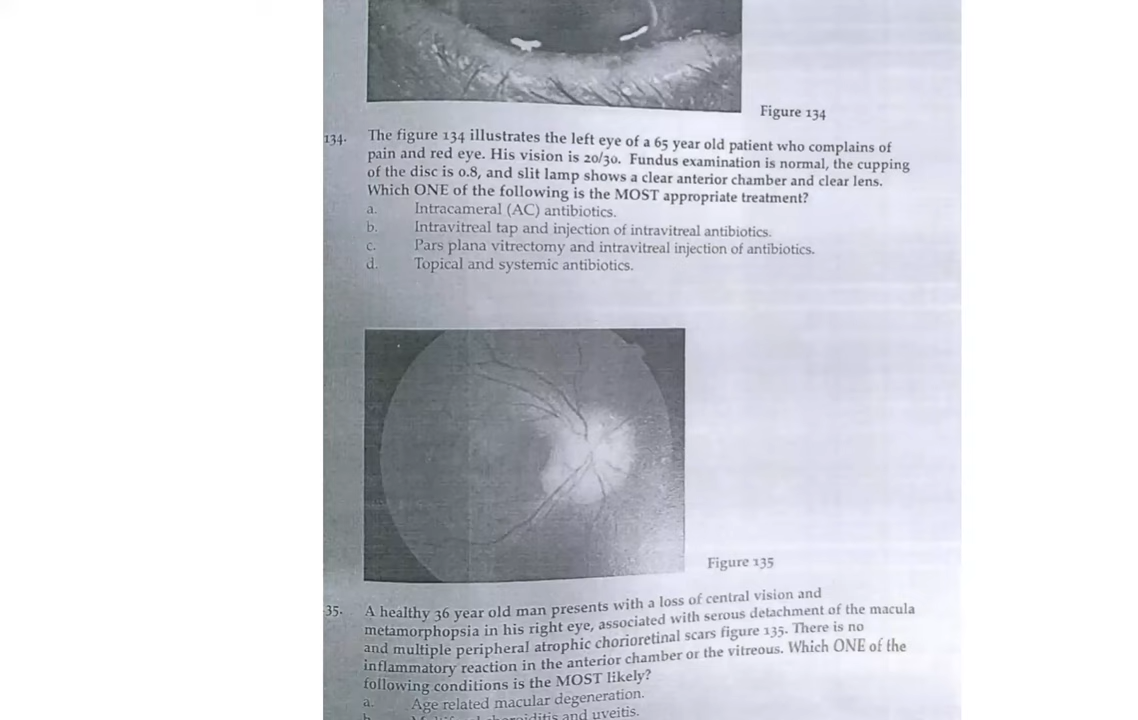 Figure 134
134. The figure 134 illustrates the left eye of a 65 year old patient who complains of
pain and red eye. His vision is 20/30. Fundus examination is normal, the cupping
of the disc is 0.8, and slit lamp shows a clear anterior chamber and clear lens.
Which ONE of the following is the MOST appropriate treatment?
a. Intracameral (AC) antibiotics.
b. Intravitreal tap and injection of intravitreal antibiotics.
c. Pars plana vitrectomy and intravitreal injection of antibiotics.
d. Topical and systemic antibiotics.
Figure 135
35. A healthy 36 year old man presents with a loss of central vision and
metamorphopsia in his right eye, associated with serous detachment of the macula
and multiple peripheral atrophic chorioretinal scars figure 135. There is no
inflammatory reaction in the anterior chamber or the vitreous. Which ONE of the
following conditions is the MOST likely?
a. Age related macular degeneration.
and uveitis.